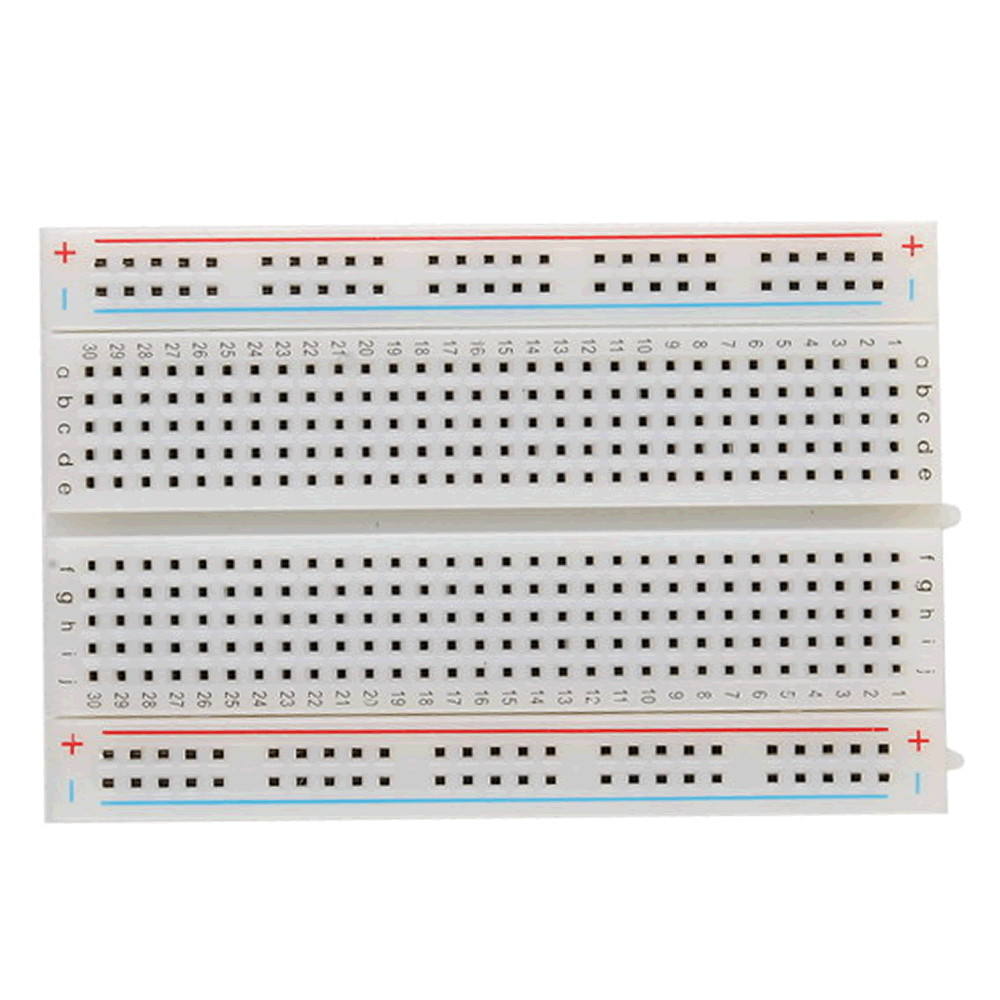 + +
− −
30 29 28 27 26 25 24 23 22 21 20 19 18 17 16 15 14 13 12 11 10 9 8 7 6 5 4 3 2 1
a a
b b
c c
d d
e e
f f
g g
h h
i i
j j
30 29 28 27 26 25 24 23 22 21 20 19 18 17 16 15 14 13 12 11 10 9 8 7 6 5 4 3 2 1
+ +
− −